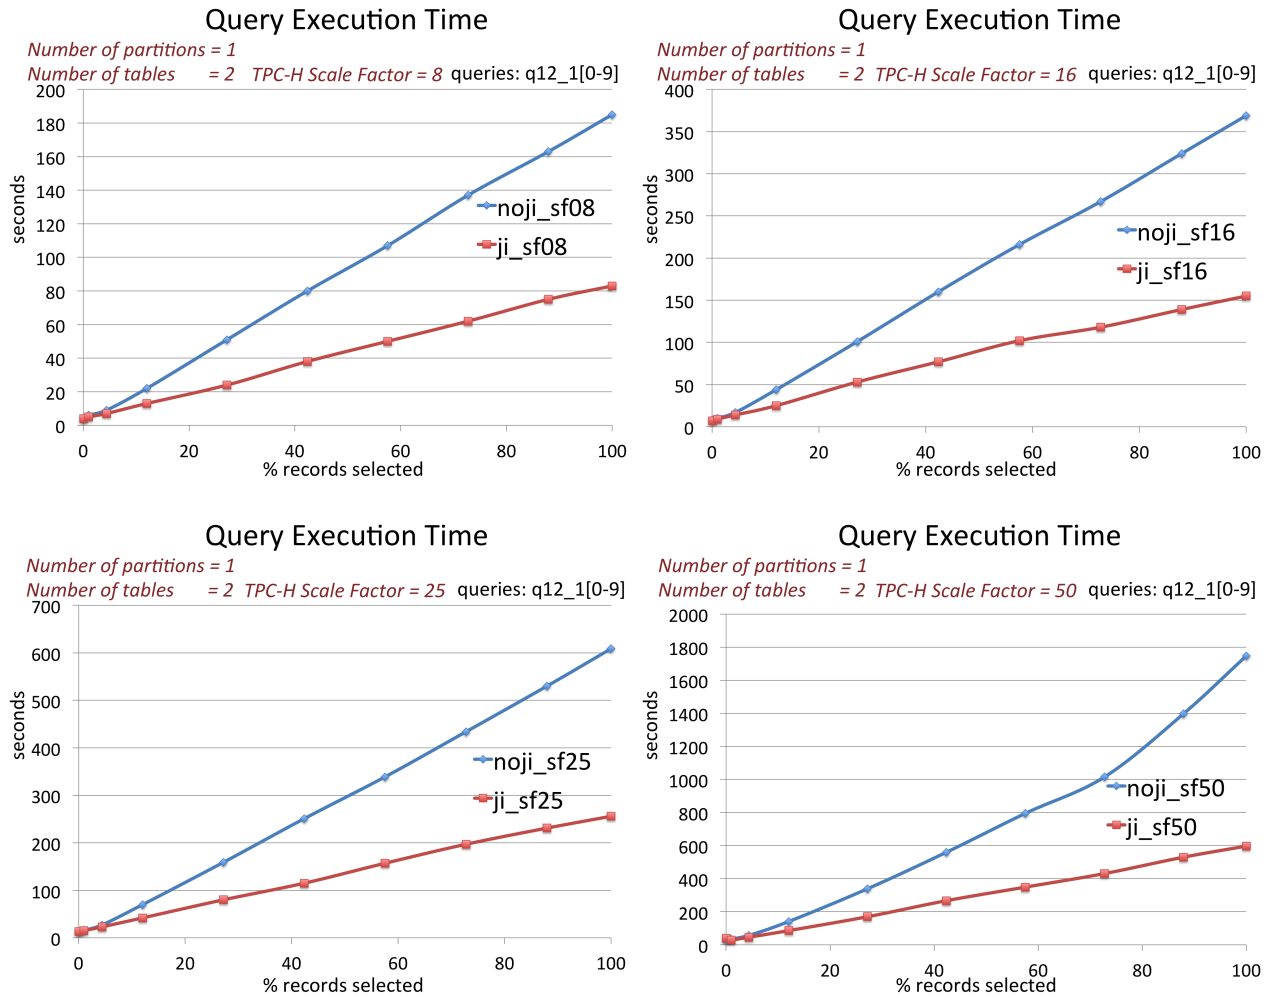 Query Execution Time
Number of partitions = 1
Number of tables = 2 TPC-H Scale Factor = 8 queries: q12_1[0-9]
200
180
160
140
120
100
80
60
40
20
0
seconds
noji_sf08
ji_sf08
0 20 40 60 80 100
% records selected
Query Execution Time
Number of partitions = 1
Number of tables = 2 TPC-H Scale Factor = 16 queries: q12_1[0-9]
400
350
300
250
200
150
100
50
0
seconds
noji_sf16
ji_sf16
0 20 40 60 80 100
% records selected
Query Execution Time
Number of partitions = 1
Number of tables = 2 TPC-H Scale Factor = 25 queries: q12_1[0-9]
700
600
500
400
300
200
100
0
seconds
noji_sf25
ji_sf25
0 20 40 60 80 100
% records selected
Query Execution Time
Number of partitions = 1
Number of tables = 2 TPC-H Scale Factor = 50 queries: q12_1[0-9]
2000
1800
1600
1400
1200
1000
800
600
400
200
0
seconds
noji_sf50
ji_sf50
0 20 40 60 80 100
% records selected